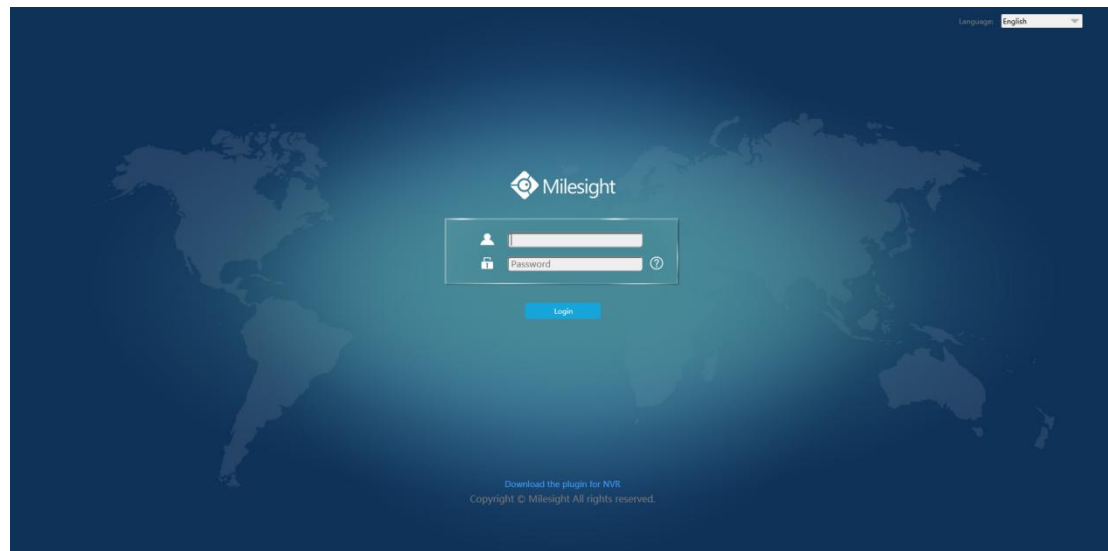 Language: English
Milesight
Password
Login
Download the plugin for NVR
Copyright © Milesight All rights reserved.